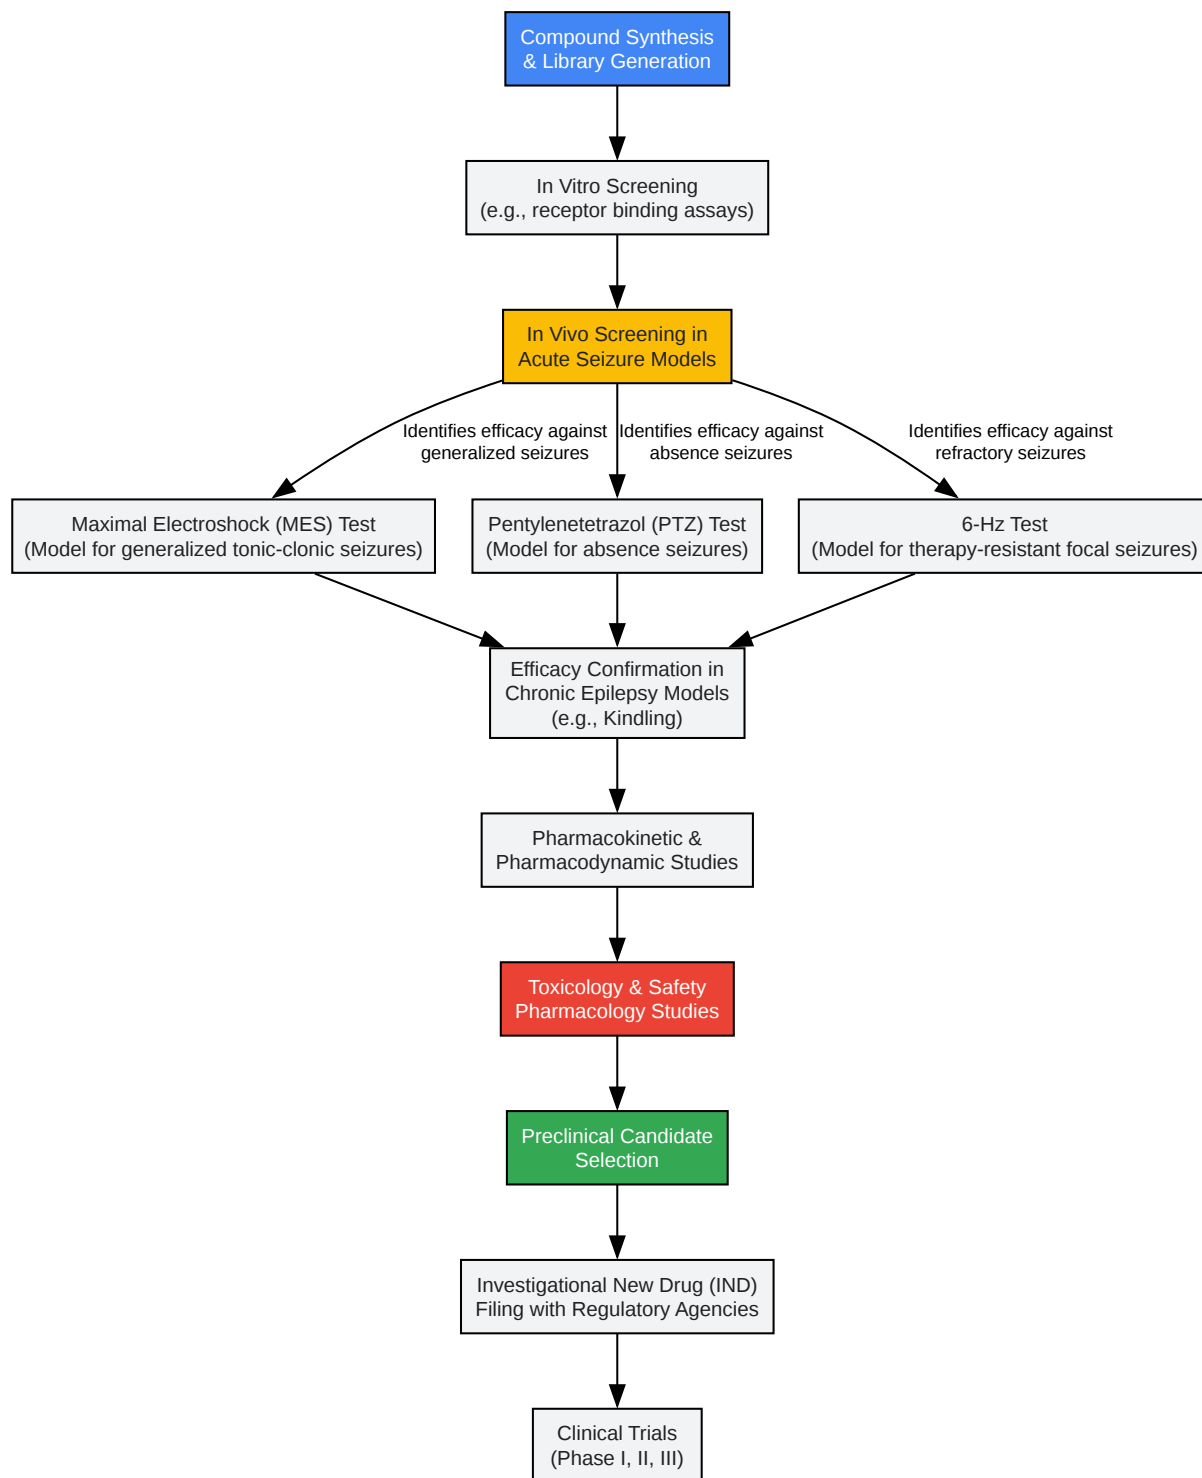 Compound Synthesis
& Library Generation
In Vitro Screening
(e.g., receptor binding assays)
In Vivo Screening in
Acute Seizure Models
Identifies efficacy against
generalized seizures
Identifies efficacy against
absence seizures
Identifies efficacy against
refractory seizures
Maximal Electroshock (MES) Test
(Model for generalized tonic-clonic seizures)
Pentylenetetrazol (PTZ) Test
(Model for absence seizures)
6-Hz Test
(Model for therapy-resistant focal seizures)
Efficacy Confirmation in
Chronic Epilepsy Models
(e.g., Kindling)
Pharmacokinetic &
Pharmacodynamic Studies
Toxicology & Safety
Pharmacology Studies
Preclinical Candidate
Selection
Investigational New Drug (IND)
Filing with Regulatory Agencies
Clinical Trials
(Phase I, II, III)